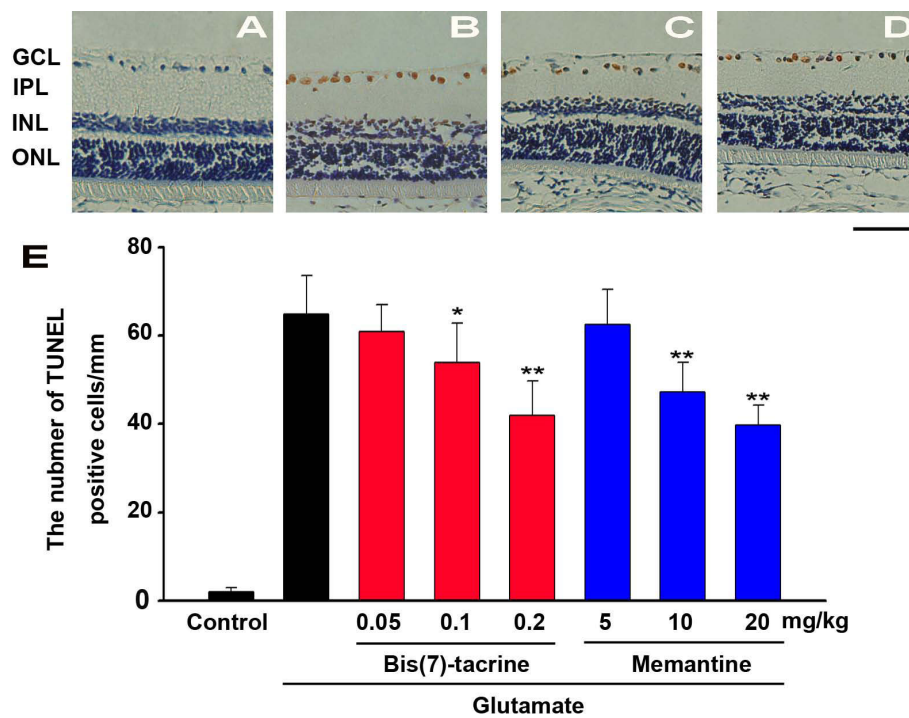 A B C D
GCL
IPL
INL
ONL
E
80
60
40
20
0
The nubmer of TUNEL
positive cells/mm
* ** ** **
Control 0.05 0.1 0.2 5 10 20 mg/kg
Bis(7)-tacrine Memantine
Glutamate